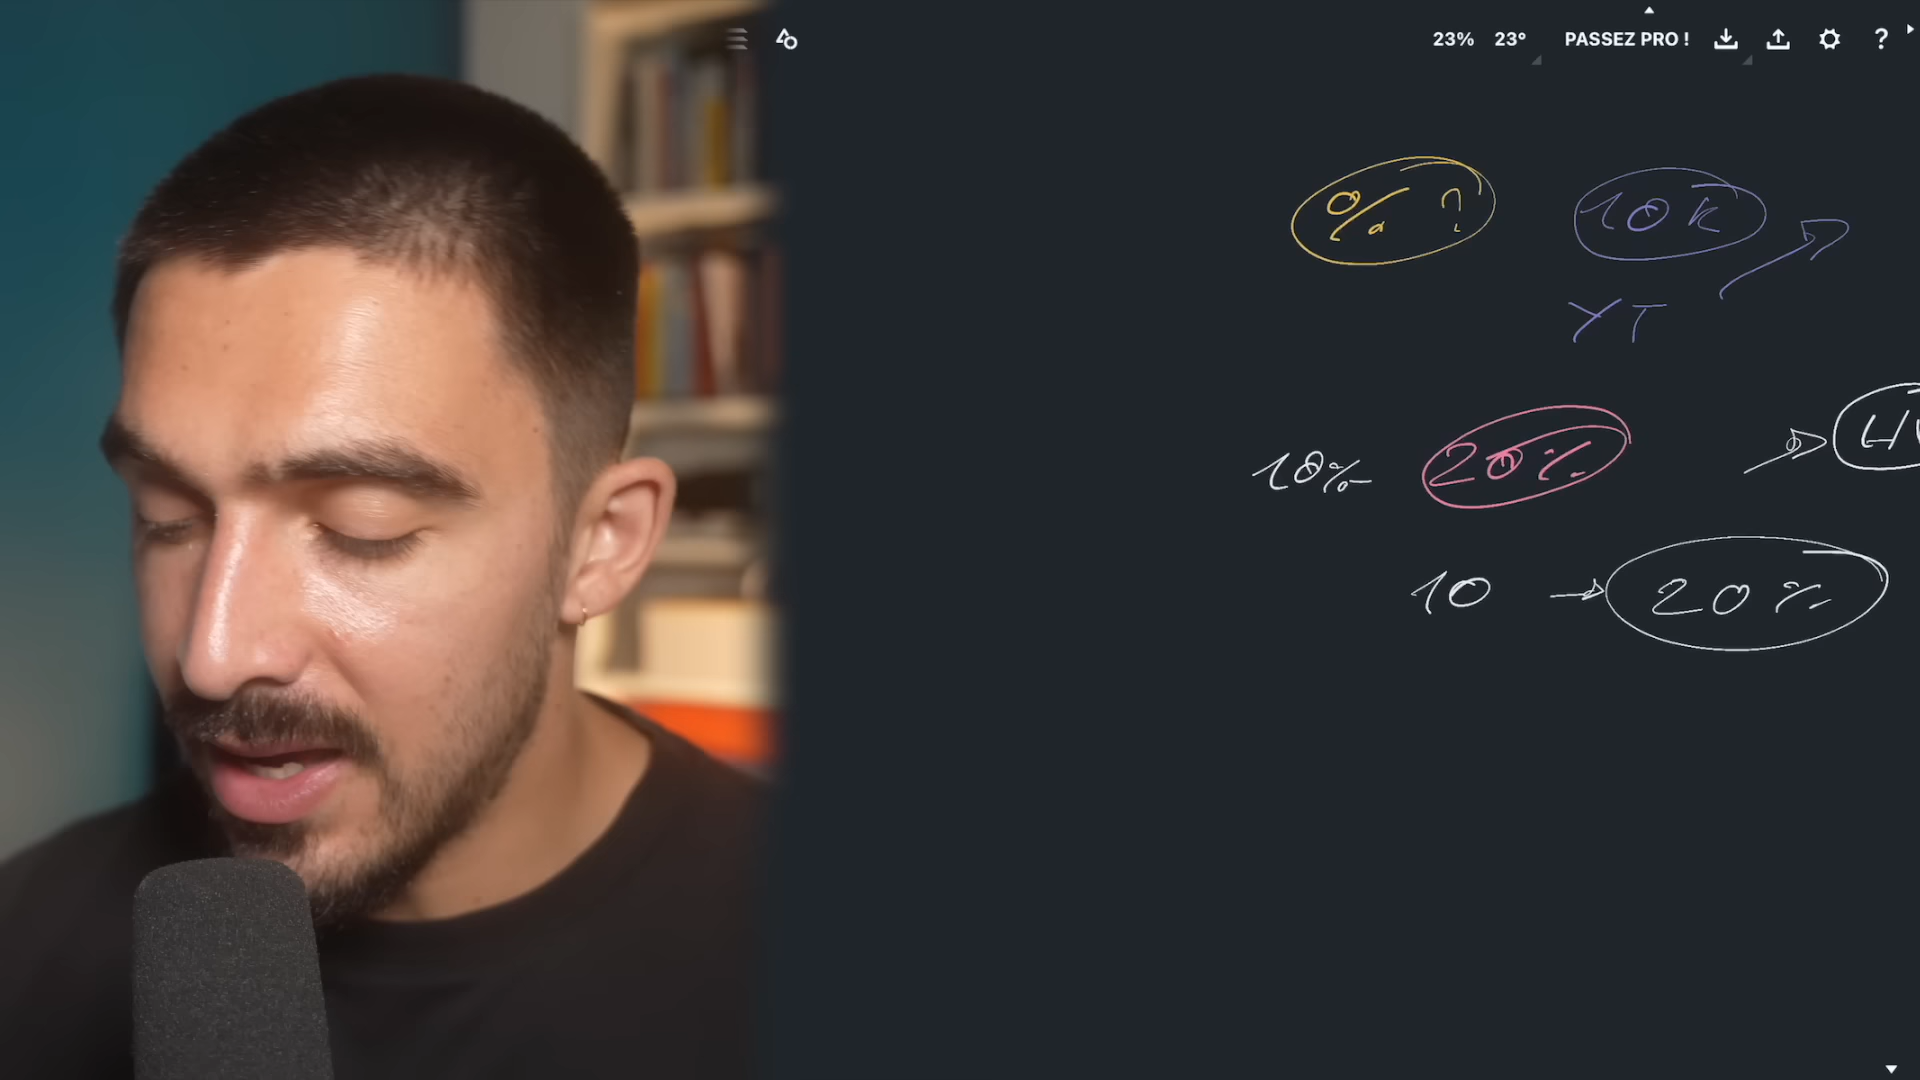 23% 23° PASSEZ PRO ! ?
% ? 10K
YT
10% 20%
10 → 20%